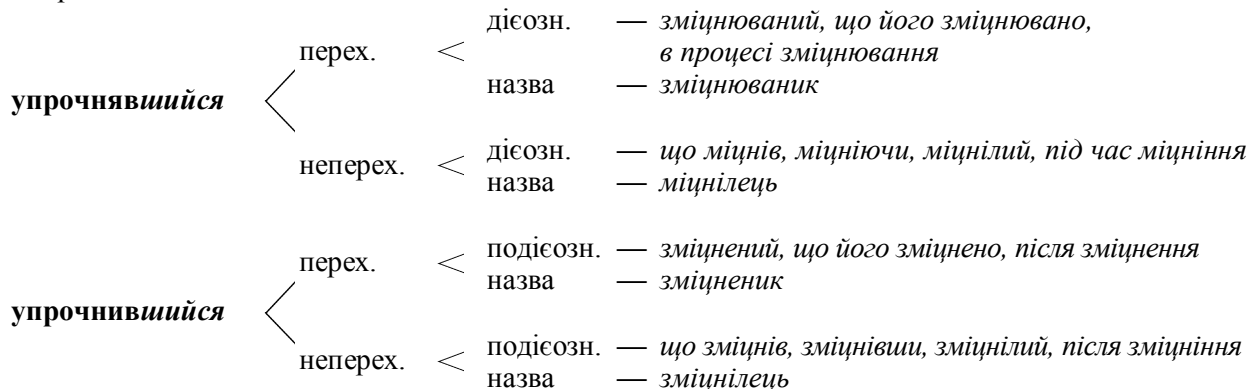 дієозн. — зміцнюваний, що його зміцнювано,
перех. < в процесі зміцнювання
назва — зміцнюваник
упрочнявшийся
дієозн. — що міцнів, міцніючи, міцнілий, під час міцніння
неперех. <
назва — міцнілець
подієозн. — зміцнений, що його зміцнено, після зміцнення
перех. <
назва — зміценик
упрочнившийся
подієозн. — що зміцнів, зміцнівши, зміцнілий, після зміцніння
неперех. <
назва — зміцнілець